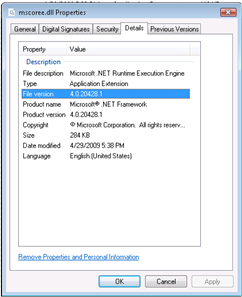 mscoree.dll Properties
General Digital Signatures Security Details Previous Versions
Property Value
Description
File description Microsoft .NET Runtime Execution Engine
Type Application Extension
File version 4.0.20428.1
Product name Microsoft® .NET Framework
Product version 4.0.20428.1
Copyright © Microsoft Corporation. All rights reserv...
Size 284 KB
Date modified 4/29/2009 5:38 PM
Language English (United States)
Remove Properties and Personal Information
OK Cancel Apply